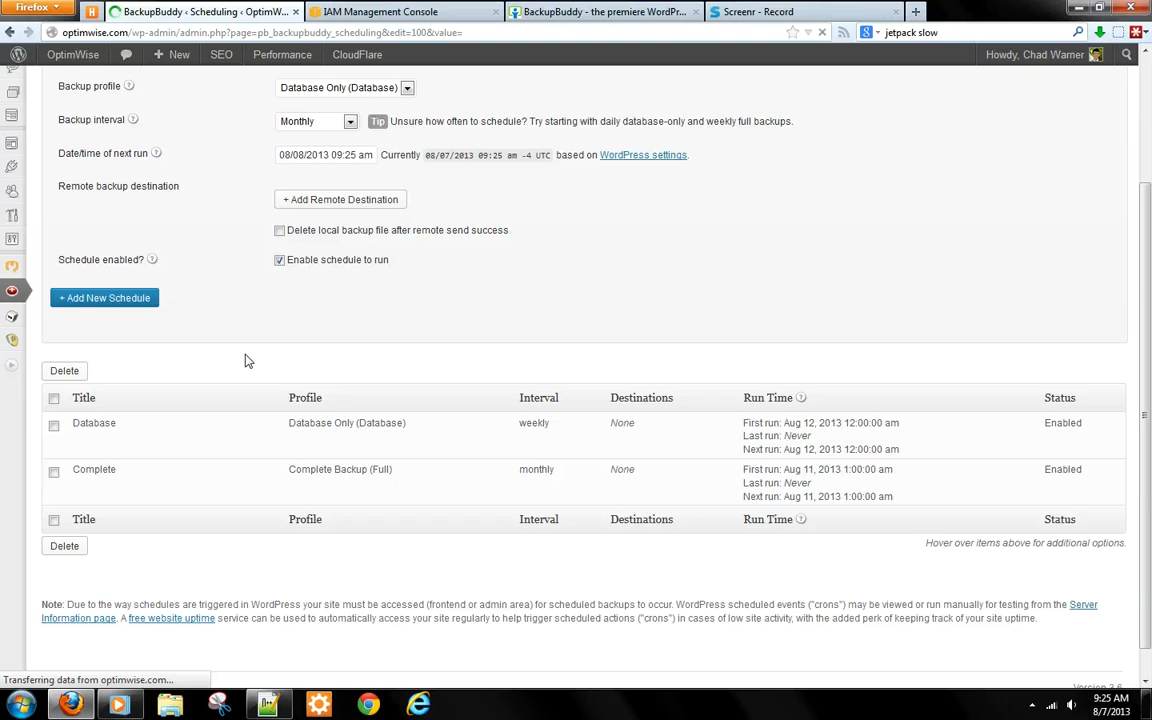 Firefox
BackupBuddy › Scheduling ‹ OptimW...
IAM Management Console
BackupBuddy - the premiere WordPr...
Screenr - Record
optimwise.com/wp-admin/admin.php?page=pb_backupbuddy_scheduling&edit=100&value=
jetpack slow
OptimWise
New
SEO
Performance
CloudFlare
Howdy, Chad Warner
Backup profile
Database Only (Database)
Backup interval
Monthly
Tip
Unsure how often to schedule? Try starting with daily database-only and weekly full backups.
Date/time of next run
08/08/2013 09:25 am
Currently 08/07/2013 09:25 am -4 UTC based on WordPress settings.
Remote backup destination
+ Add Remote Destination
Delete local backup file after remote send success
Schedule enabled?
Enable schedule to run
+ Add New Schedule
Delete
Title Profile Interval Destinations Run Time Status
Database Database Only (Database) weekly None First run: Aug 12, 2013 12:00:00 am Enabled
Last run: Never
Next run: Aug 12, 2013 12:00:00 am
Complete Complete Backup (Full) monthly None First run: Aug 11, 2013 1:00:00 am Enabled
Last run: Never
Next run: Aug 11, 2013 1:00:00 am
Title Profile Interval Destinations Run Time Status
Delete
Hover over items above for additional options.
Note: Due to the way schedules are triggered in WordPress your site must be accessed (frontend or admin area) for scheduled backups to occur. WordPress scheduled events ("crons") may be viewed or run manually for testing from the Server
Information page. A free website uptime service can be used to automatically access your site regularly to help trigger scheduled actions ("crons") in cases of low site activity, with the added perk of keeping track of your site uptime.
Transferring data from optimwise.com...
9:25 AM
8/7/2013